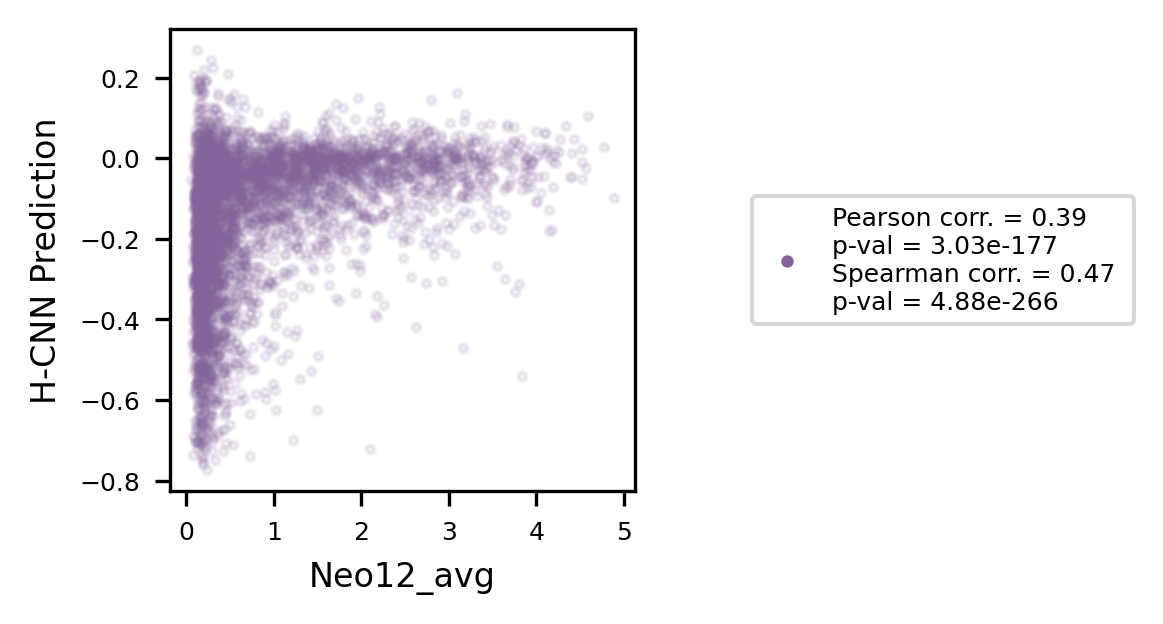 H-CNN Prediction
0.2
0.0
−0.2
−0.4
−0.6
−0.8
0 1 2 3 4 5
Neo12_avg
Pearson corr. = 0.39
p-val = 3.03e-177
Spearman corr. = 0.47
p-val = 4.88e-266